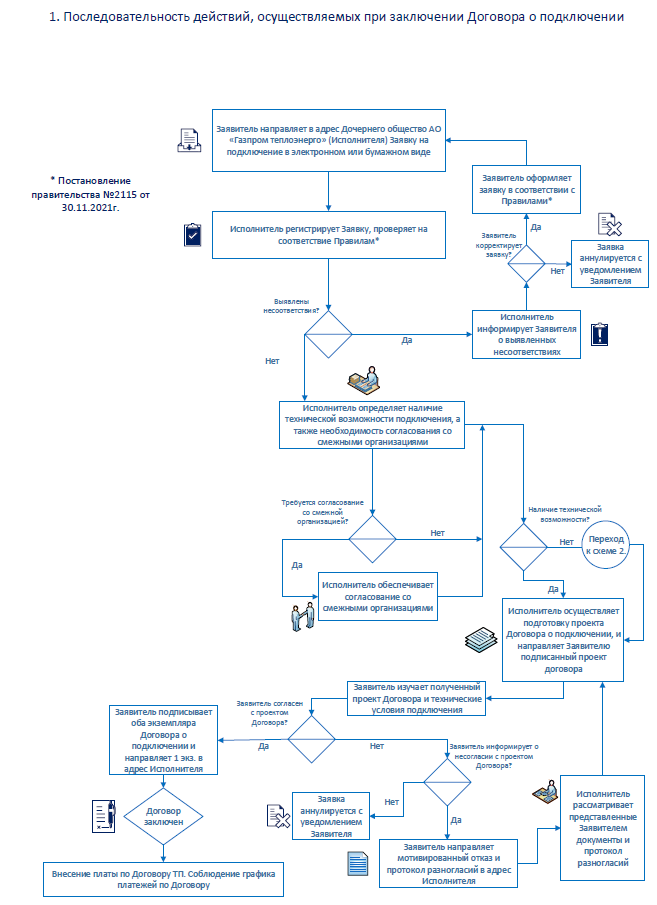 1. Последовательность действий, осуществляемых при заключении Договора о подключении
Заявитель направляет в адрес Дочернего общество АО
«Газпром теплоэнерго» (Исполнителя) Заявку на
подключение в электронном или бумажном виде
* Постановление
правительства №2115 от
30.11.2021г.
Заявитель оформляет
заявку в соответствии с
Правилами*
Исполнитель регистрирует Заявку, проверяет на
соответствие Правилам*
Да
Заявитель
корректирует
заявку?
Нет
Заявка
аннулируется с
уведомлением
Заявителя
Выявлены
несоответствия?
Да
Исполнитель
информирует Заявителя
о выявленных
несоответствиях
Нет
Исполнитель определяет наличие
технической возможности подключения, а
также необходимость согласования со
смежными организациями
Требуется согласование
со смежной
организацией?
Нет
Да
Наличие технической
возможности?
Нет
Переход
к схеме 2.
Да
Исполнитель обеспечивает
согласование со
смежными организациями
Исполнитель осуществляет
подготовку проекта
Договора о подключении, и
направляет Заявителю
подписанный проект
договора
Заявитель изучает полученный
проект Договора и технические
условия подключения
Заявитель согласен
с проектом
Договора?
Да
Нет
Заявитель подписывает
оба экземпляра
Договора о
подключении и
направляет 1 экз. в
адрес Исполнителя
Заявитель информирует о
несогласии с проектом
Договора?
Нет
Да
Заявка
аннулируется с
уведомлением
Заявителя
Исполнитель
рассматривает
представленные
Заявителем
документы и
протокол
разногласий
Договор
заключен
Заявитель направляет
мотивированный отказ и
протокол разногласий в адрес
Исполнителя
Внесение платы по Договору ТП. Соблюдение графика
платежей по Договору